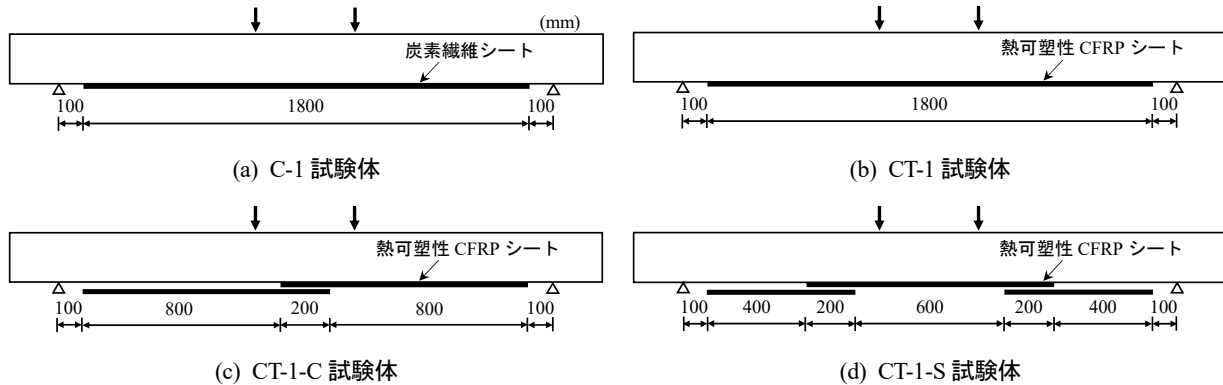 (mm)
炭素繊維シート
100 1800 100
(a) C-1 試験体
熱可塑性 CFRP シート
100 1800 100
(b) CT-1 試験体
熱可塑性 CFRP シート
100 800 200 800 100
(c) CT-1-C 試験体
熱可塑性 CFRP シート
100 400 200 600 200 400 100
(d) CT-1-S 試験体